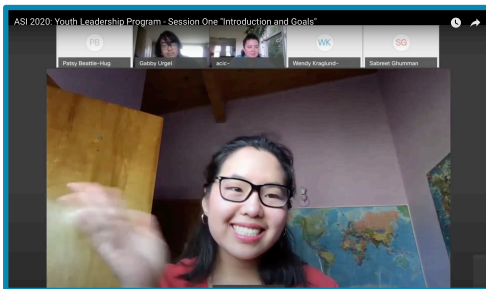 ASI 2020: Youth Leadership Program - Session One "Introduction and Goals"
PB
WK
SG
Patsy Beattie-Hug
Gabby Urgel
acic-
Wendy Kraglund-
Sabreet Ghumman